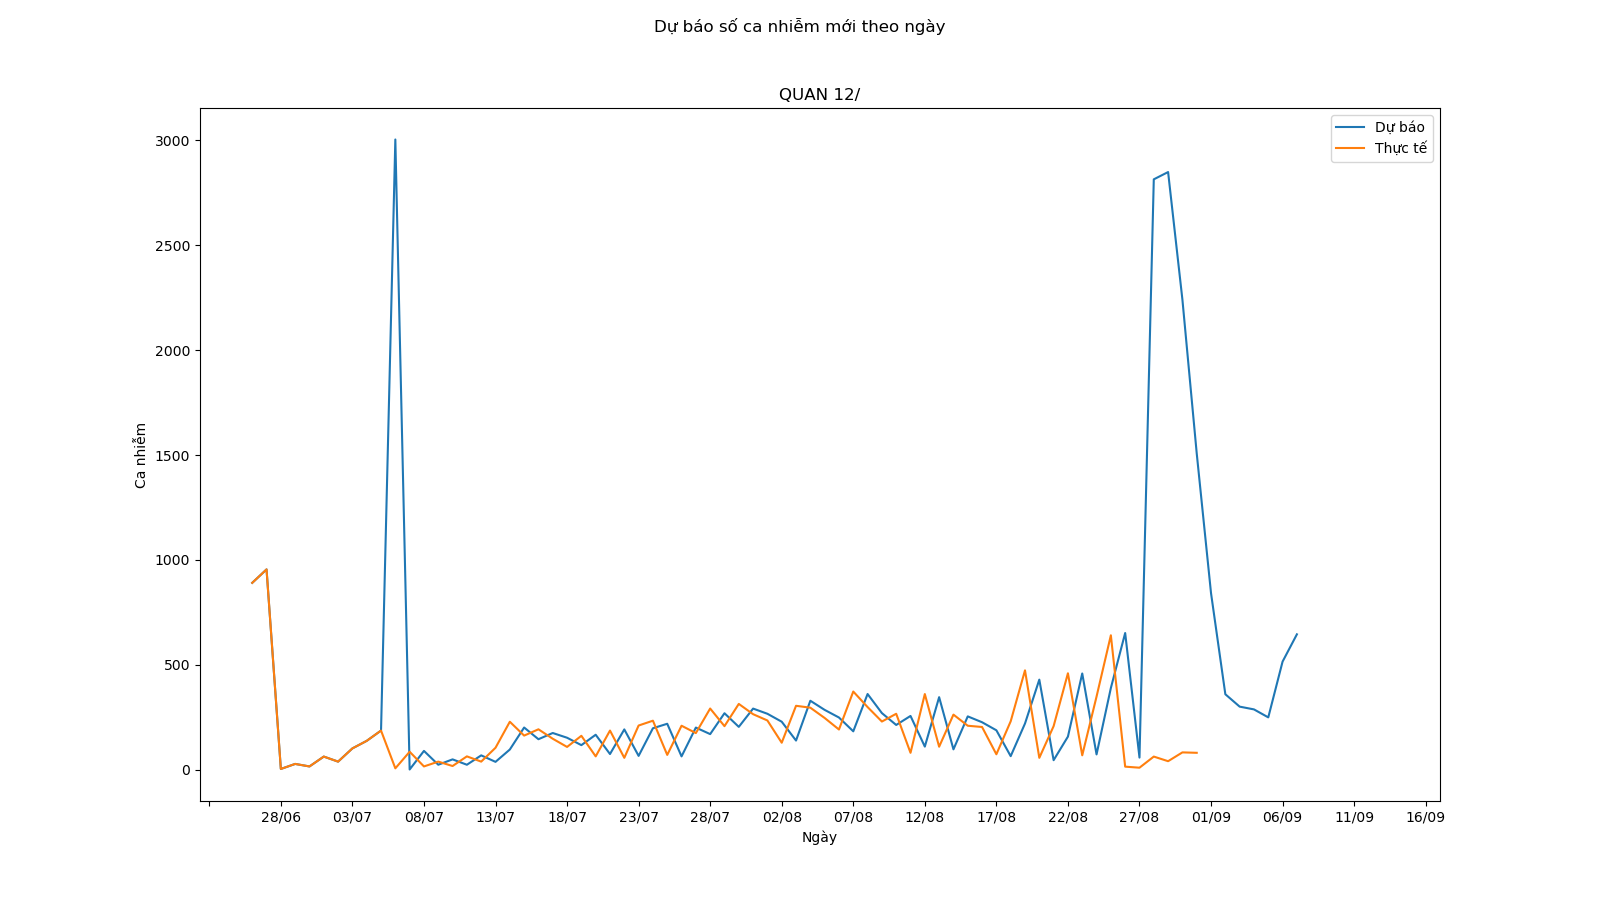 Dự báo số ca nhiễm mới theo ngày
QUAN 12/
Dự báo
Thực tế
3000
2500
2000
1500
1000
500
0
Ca nhiễm
28/06 03/07 08/07 13/07 18/07 23/07 28/07 02/08 07/08 12/08 17/08 22/08 27/08 01/09 06/09 11/09 16/09
Ngày